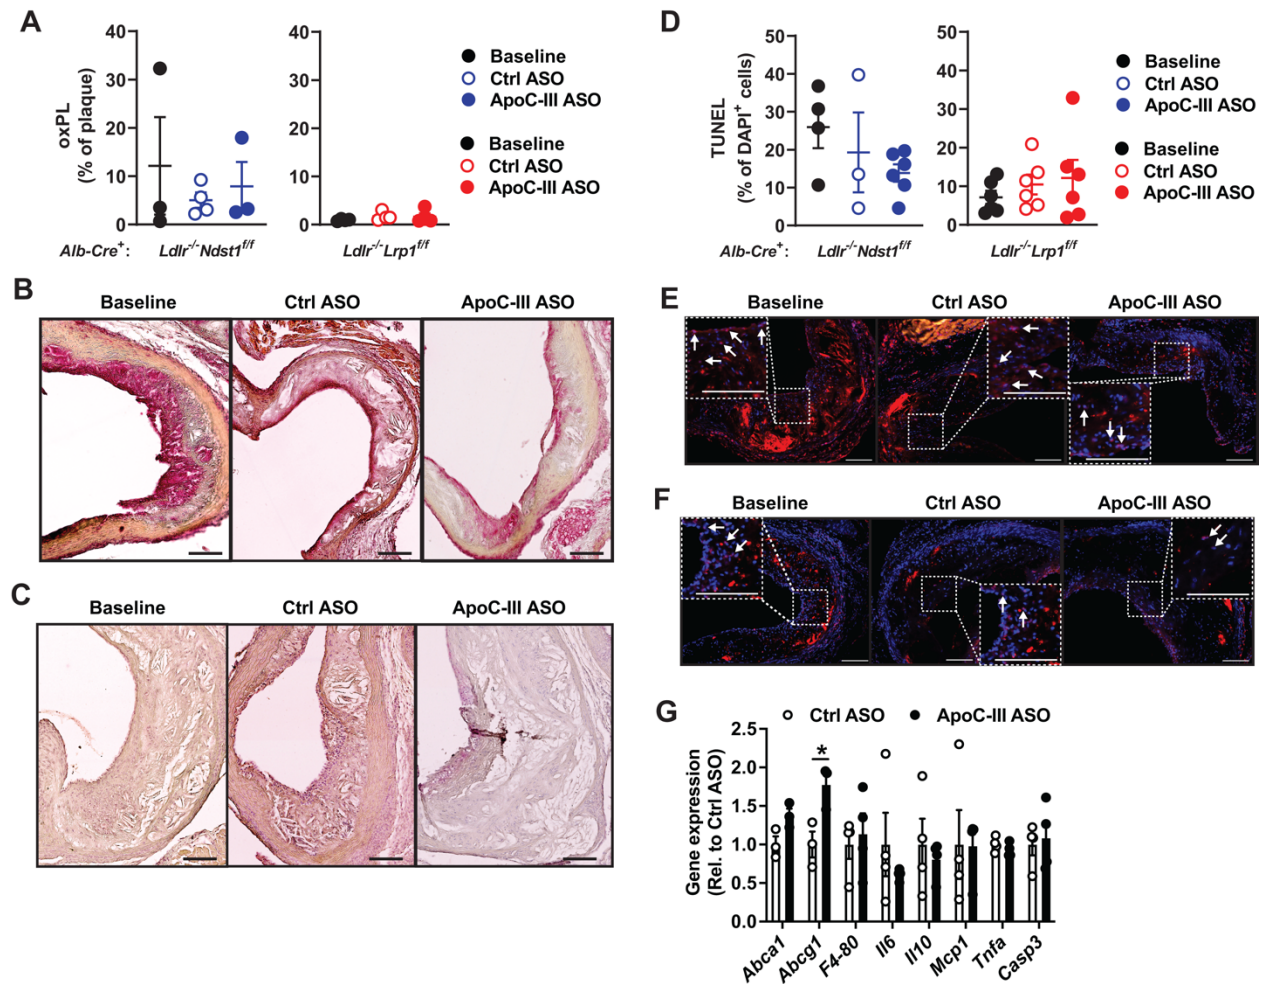 A
oxPL
(% of plaque)
40
30
20
10
0
40
30
20
10
0
Baseline
Ctrl ASO
ApoC-III ASO
Baseline
Ctrl ASO
ApoC-III ASO
Alb-Cre⁺: Ldlr⁻/⁻Ndst1f/f Ldlr⁻/⁻Lrp1f/f
D
TUNEL
(% of DAPI⁺ cells)
50
40
30
20
10
0
50
40
30
20
10
0
Baseline
Ctrl ASO
ApoC-III ASO
Baseline
Ctrl ASO
ApoC-III ASO
Alb-Cre⁺: Ldlr⁻/⁻Ndst1f/f Ldlr⁻/⁻Lrp1f/f
B
Baseline Ctrl ASO ApoC-III ASO
C
Baseline Ctrl ASO ApoC-III ASO
E
Baseline Ctrl ASO ApoC-III ASO
F
Baseline Ctrl ASO ApoC-III ASO
G
Ctrl ASO ApoC-III ASO
Gene expression
(Rel. to Ctrl ASO)
2.5
2.0
1.5
1.0
0.5
0.0
*
Abca1 Abcg1 F4-80 Il6 Il10 Mcp1 Tnfa Casp3